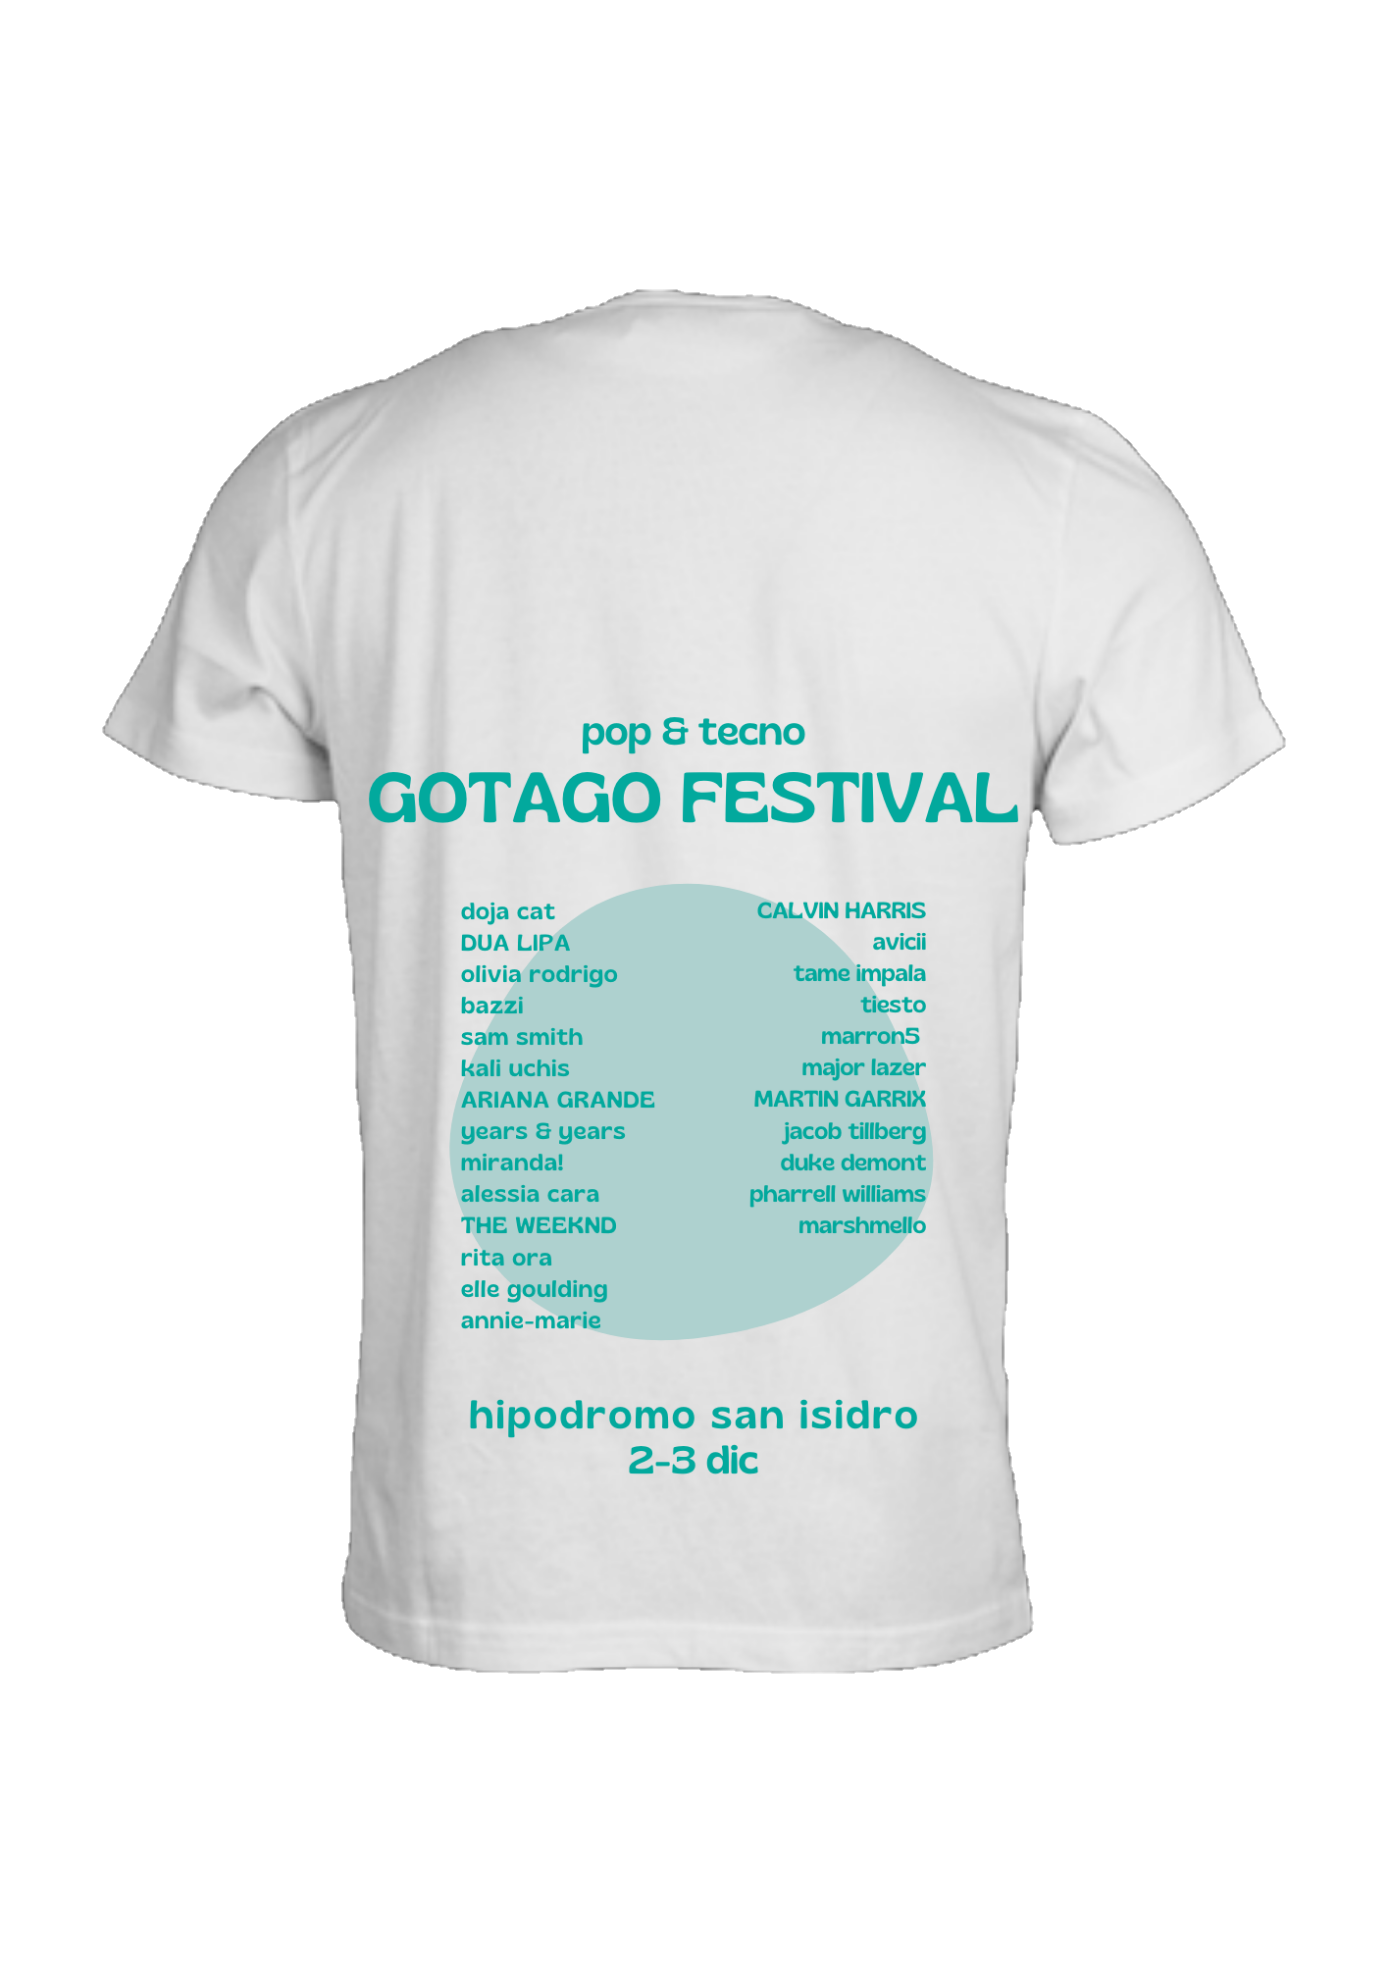 pop & tecno
GOTAGO FESTIVAL
doja cat
DUA LIPA
olivia rodrigo
bazzi
sam smith
kali uchis
ARIANA GRANDE
years & years
miranda!
alessia cara
THE WEEKND
rita ora
elle goulding
annie-marie
CALVIN HARRIS
avicii
tame impala
tiesto
marron5
major lazer
MARTIN GARRIX
jacob tillberg
duke demont
pharrell williams
marshmello
hipodromo san isidro
2-3 dic